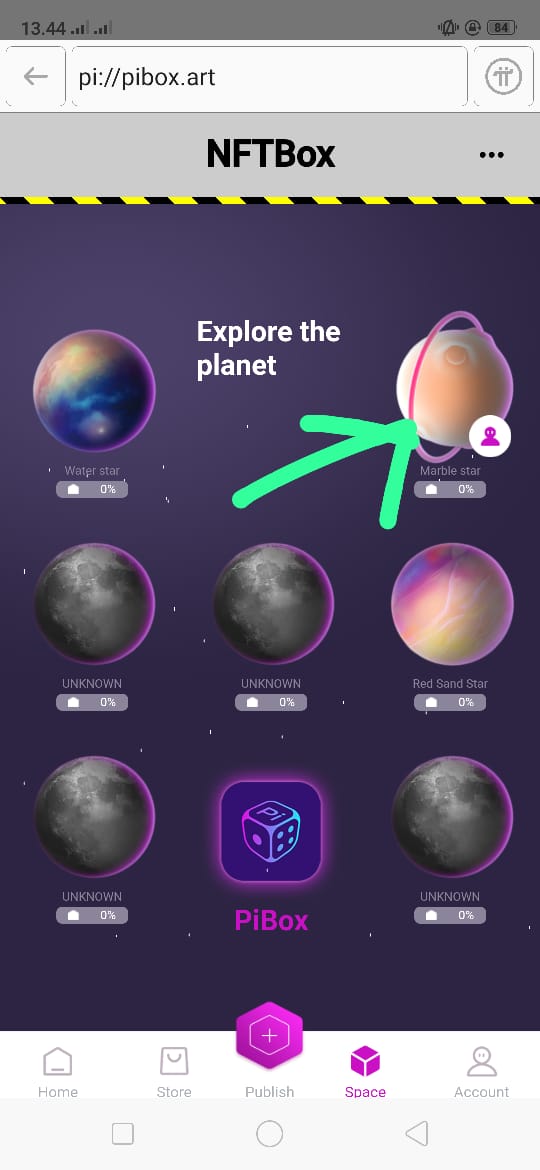 13.44
84
pi://pibox.art
NFTBox
Explore the
planet
Water star
0%
Marble star
0%
UNKNOWN
0%
UNKNOWN
0%
Red Sand Star
0%
UNKNOWN
0%
Pi
PiBox
UNKNOWN
0%
Home
Store
Publish
Space
Account